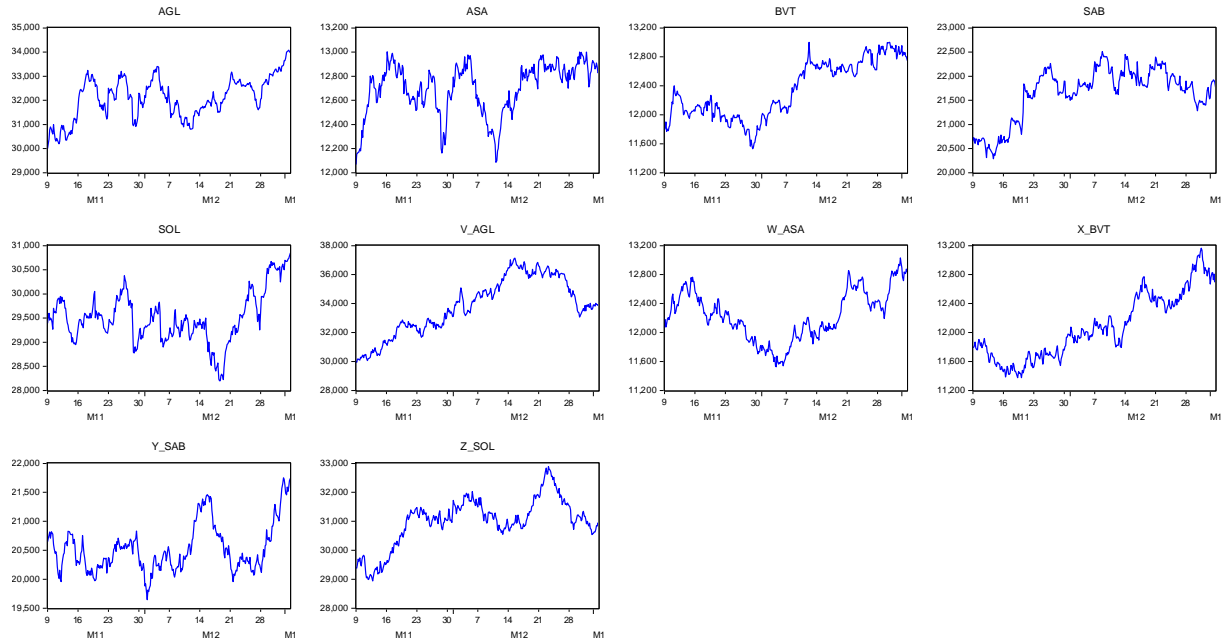 AGL
35,000
34,000
33,000
32,000
31,000
30,000
29,000
9 16 23 30 7 14 21 28
M11 M12 M1
ASA
13,200
13,000
12,800
12,600
12,400
12,200
12,000
9 16 23 30 7 14 21 28
M11 M12 M1
BVT
13,200
12,800
12,400
12,000
11,600
11,200
9 16 23 30 7 14 21 28
M11 M12 M1
SAB
23,000
22,500
22,000
21,500
21,000
20,500
20,000
9 16 23 30 7 14 21 28
M11 M12 M1
SOL
31,000
30,500
30,000
29,500
29,000
28,500
28,000
9 16 23 30 7 14 21 28
M11 M12 M1
V_AGL
38,000
36,000
34,000
32,000
30,000
28,000
9 16 23 30 7 14 21 28
M11 M12 M1
W_ASA
13,200
12,800
12,400
12,000
11,600
11,200
9 16 23 30 7 14 21 28
M11 M12 M1
X_BVT
13,200
12,800
12,400
12,000
11,600
11,200
9 16 23 30 7 14 21 28
M11 M12 M1
Y_SAB
22,000
21,500
21,000
20,500
20,000
19,500
9 16 23 30 7 14 21 28
M11 M12 M1
Z_SOL
33,000
32,000
31,000
30,000
29,000
28,000
9 16 23 30 7 14 21 28
M11 M12 M1